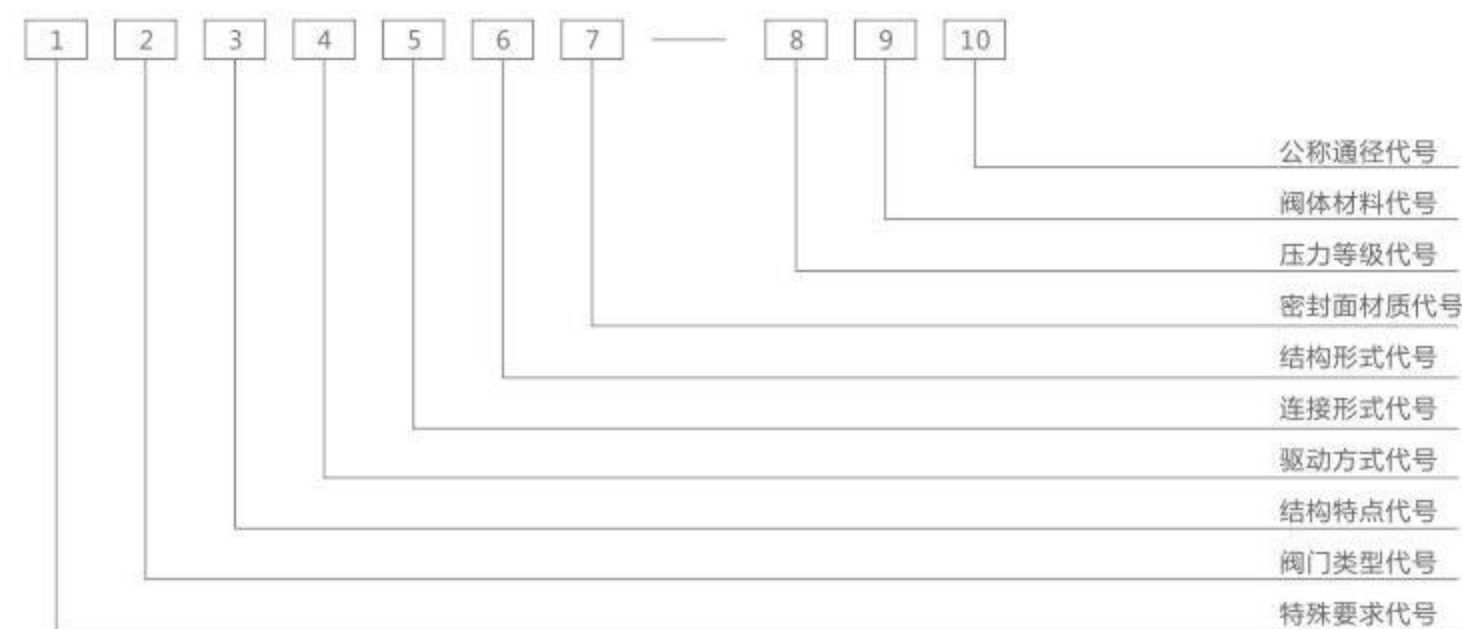 1 2 3 4 5 6 7 — 8 9 10
公称通径代号
阀体材料代号
压力等级代号
密封面材质代号
结构形式代号
连接形式代号
驱动方式代号
结构特点代号
阀门类型代号
特殊要求代号